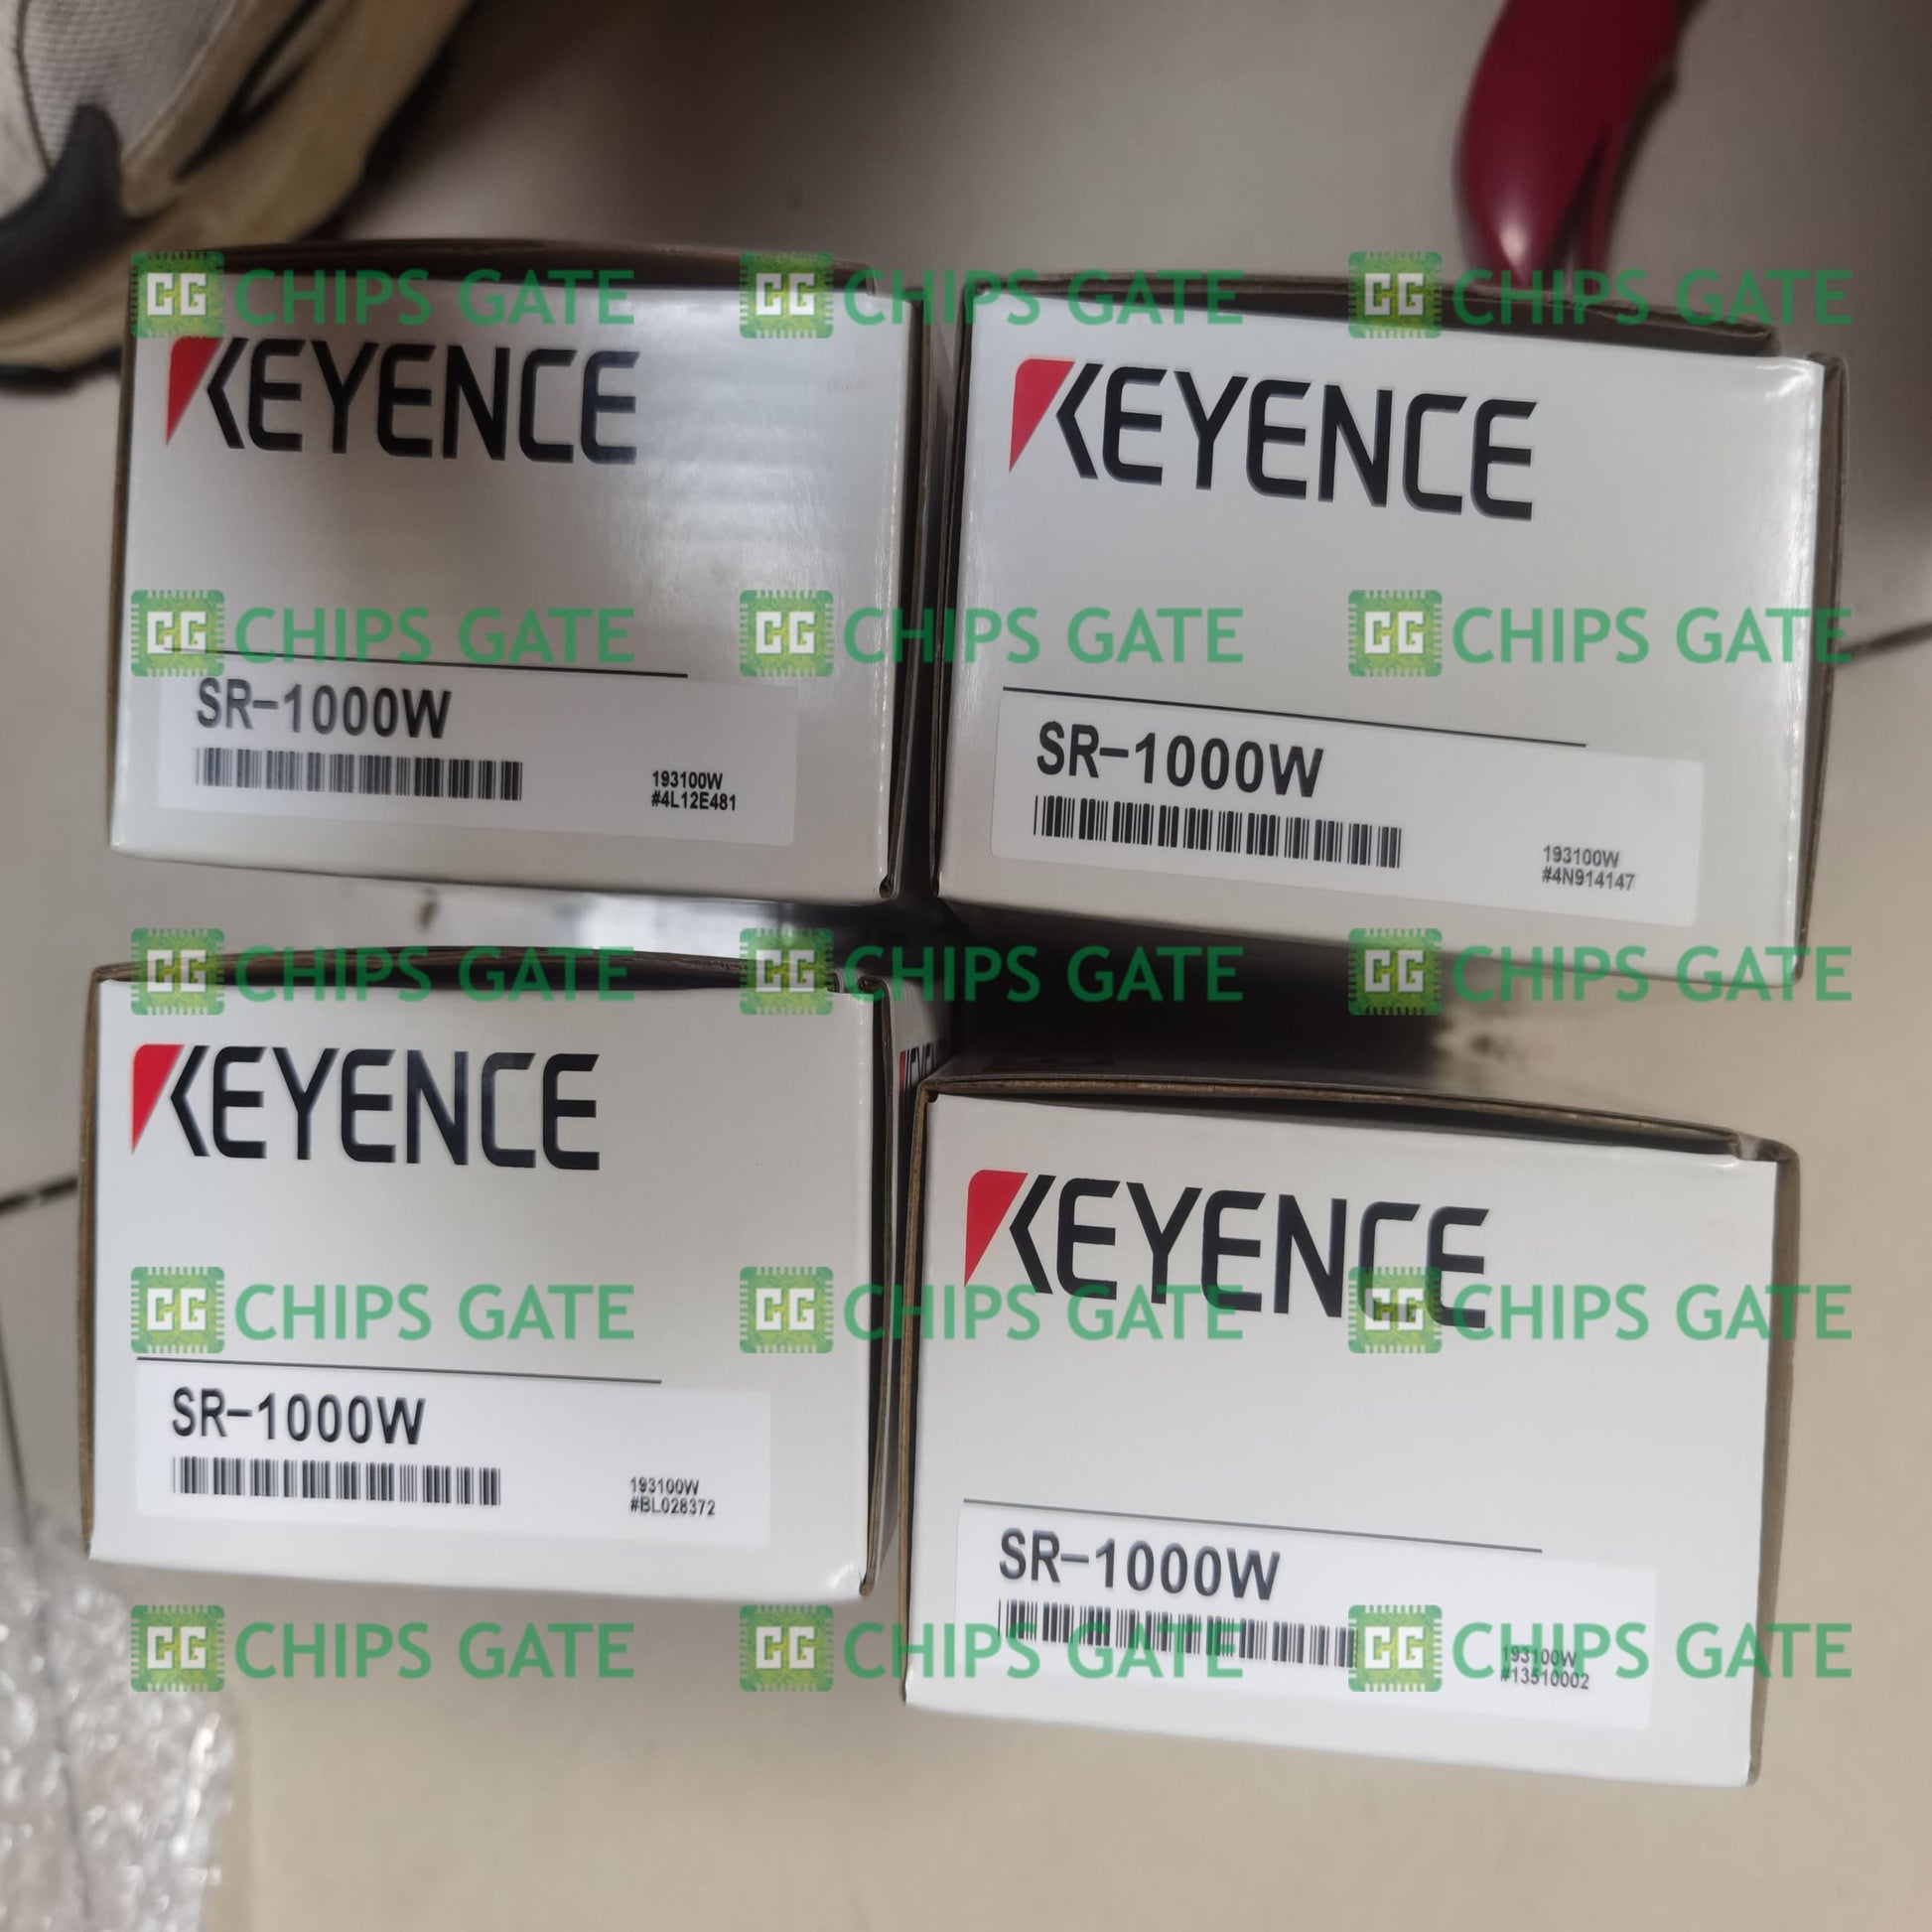 CG CHIPS GATE CG CHIPS GATE CG CHIPS GATE
KEYENCE
KEYENCE
CG CHIPS GATE CG CHIPS GATE CG CHIPS GATE
SR-1000W
193100W
#4L12E481
SR-1000W
193100W
#4N914147
CG CHIPS GATE CG CHIPS GATE CG CHIPS GATE
KEYENCE
KEYENCE
CG CHIPS GATE CG CHIPS GATE CG CHIPS GATE
SR-1000W
193100W
#BL028372
SR-1000W
193100W
#13510002
CG CHIPS GATE CG CHIPS GATE CG CHIPS GATE